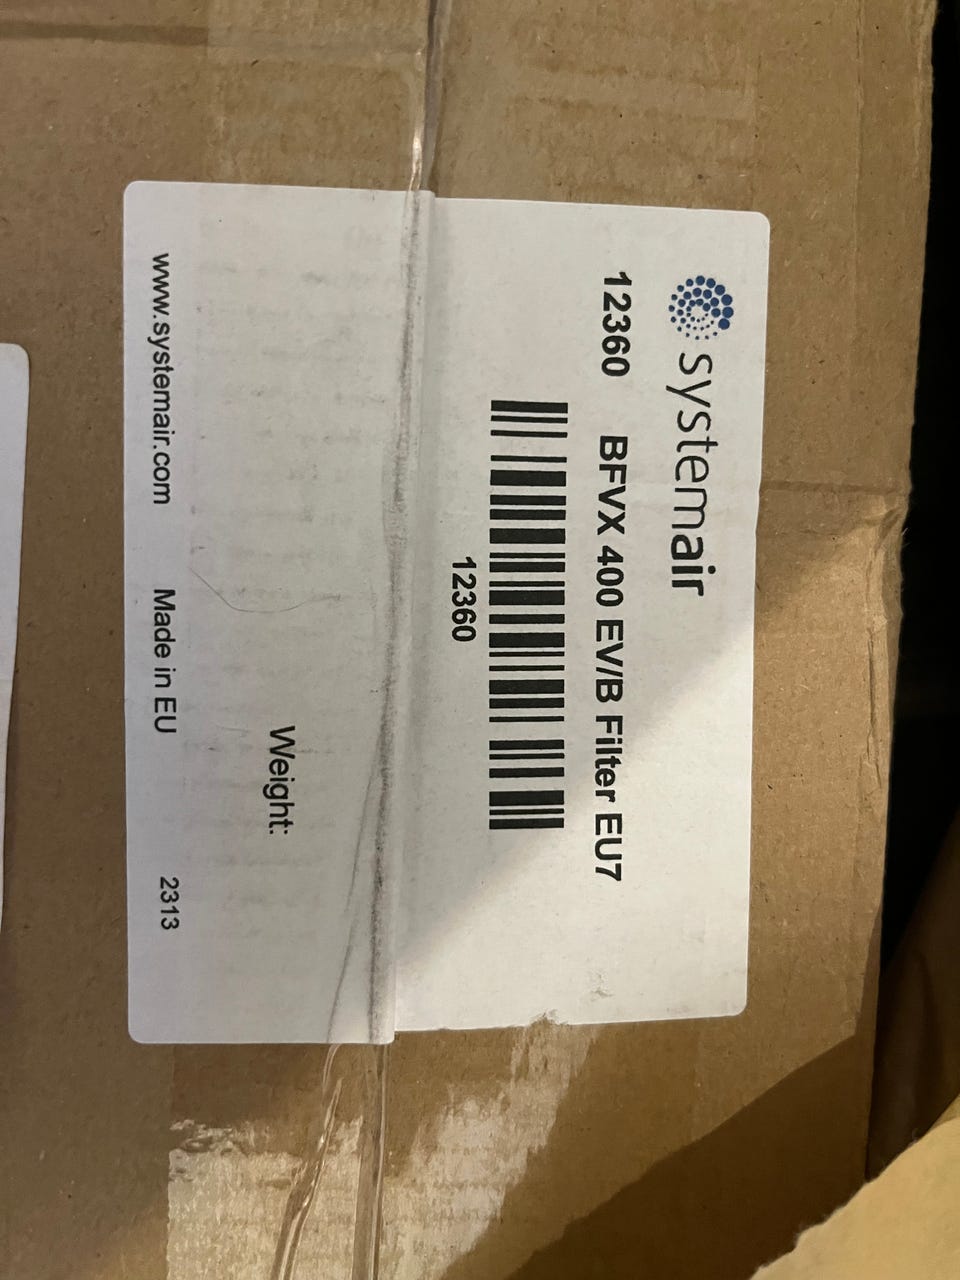 systemair
12360 BFVX 400 EV/B Filter EU7
12360
Weight:
www.systemair.com Made in EU 2313